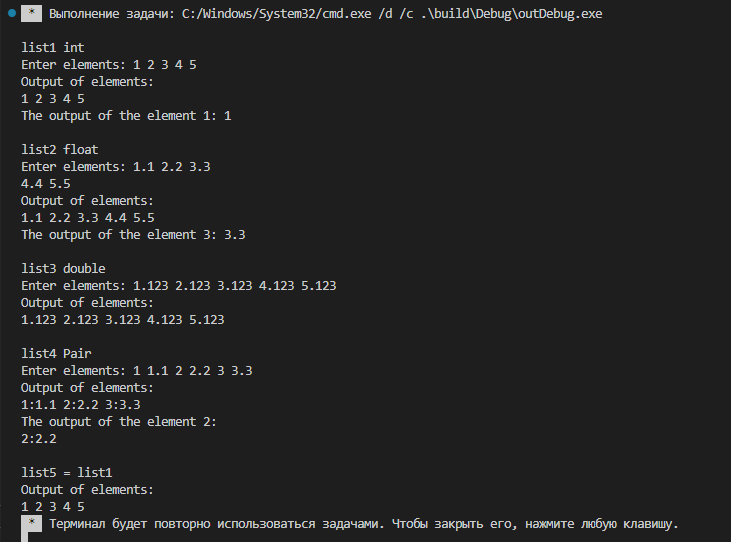 * Выполнение задачи: C:/Windows/System32/cmd.exe /d /c .\build\Debug\outDebug.exe
list1 int
Enter elements: 1 2 3 4 5
Output of elements:
1 2 3 4 5
The output of the element 1: 1
list2 float
Enter elements: 1.1 2.2 3.3
4.4 5.5
Output of elements:
1.1 2.2 3.3 4.4 5.5
The output of the element 3: 3.3
list3 double
Enter elements: 1.123 2.123 3.123 4.123 5.123
Output of elements:
1.123 2.123 3.123 4.123 5.123
list4 Pair
Enter elements: 1 1.1 2 2.2 3 3.3
Output of elements:
1:1.1 2:2.2 3:3.3
The output of the element 2:
2:2.2
list5 = list1
Output of elements:
1 2 3 4 5
* Терминал будет повторно использоваться задачами. Чтобы закрыть его, нажмите любую клавишу.